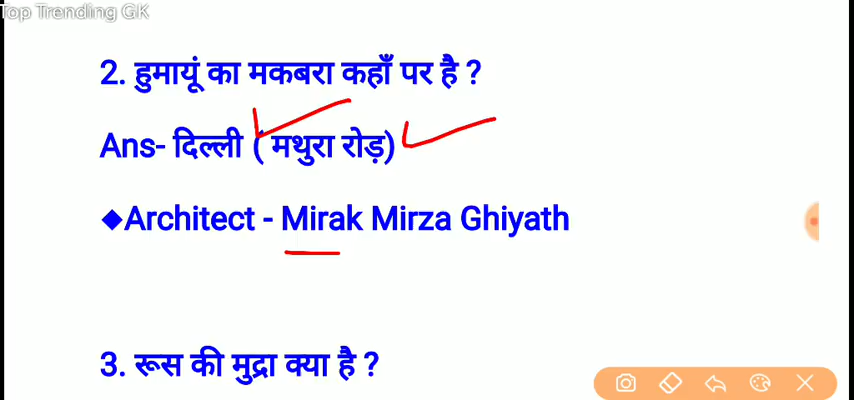 Top Trending GK
2. हुमायूं का मकबरा कहाँ पर है ?
Ans- दिल्ली ( मथुरा रोड़)
◆Architect - Mirak Mirza Ghiyath
3. रूस की मुद्रा क्या है ?